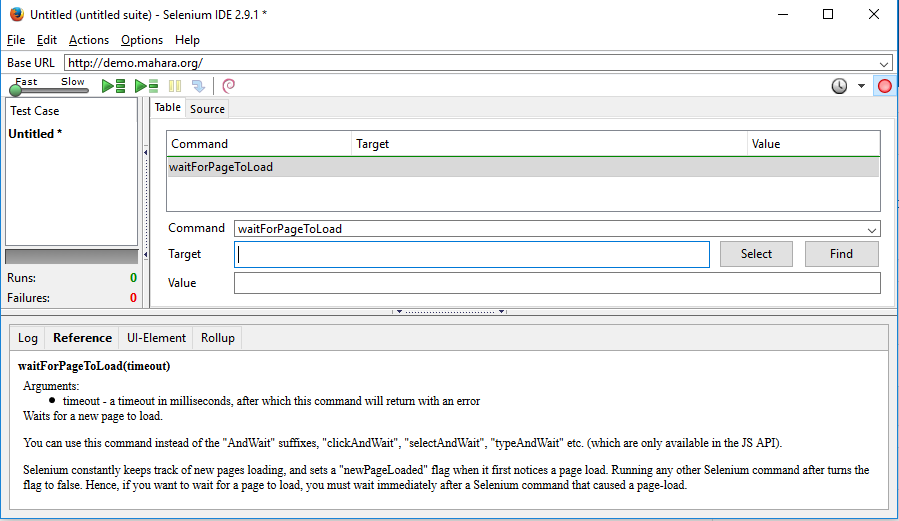 Untitled (untitled suite) - Selenium IDE 2.9.1 *
File Edit Actions Options Help
Base URL http://demo.mahara.org/
Fast Slow
Test Case
Untitled *
Runs: 0
Failures: 0
Table Source
Command Target Value
waitForPageToLoad
Command waitForPageToLoad
Target Select Find
Value
Log Reference UI-Element Rollup
waitForPageToLoad(timeout)
Arguments:
● timeout - a timeout in milliseconds, after which this command will return with an error
Waits for a new page to load.
You can use this command instead of the "AndWait" suffixes, "clickAndWait", "selectAndWait", "typeAndWait" etc. (which are only available in the JS API).
Selenium constantly keeps track of new pages loading, and sets a "newPageLoaded" flag when it first notices a page load. Running any other Selenium command after turns the
flag to false. Hence, if you want to wait for a page to load, you must wait immediately after a Selenium command that caused a page-load.